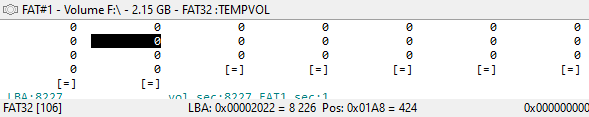 FAT#1 - Volume F:\ - 2.15 GB - FAT32 :TEMPVOL
0 0 0 0 0 0 0
0 0 0 0 0 0 0
0 0 0 0 0 0 0
0 0 [=] [=] [=] [=] [=]
[=] [=]
LBA:8227 vol.sec:8227 FAT1 sec:1
FAT32 [106] LBA: 0x00002022 = 8 226 Pos: 0x01A8 = 424 0x000000000